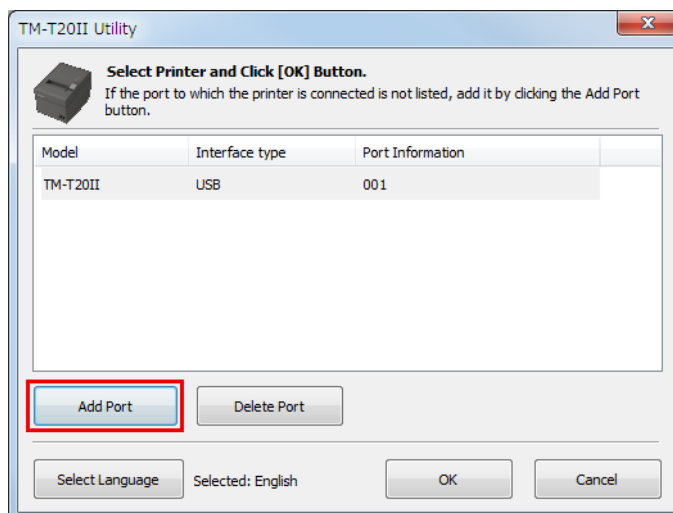 TM-T20II Utility
Select Printer and Click [OK] Button.
If the port to which the printer is connected is not listed, add it by clicking the Add Port
button.
Model Interface type Port Information
TM-T20II USB 001
Add Port Delete Port
Select Language Selected: English OK Cancel